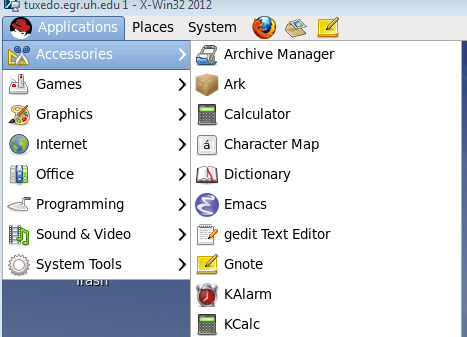 tuxedo.egr.uh.edu 1 - X-Win32 2012
Applications Places System
Accessories
Games
Graphics
Internet
Office
Programming
Sound & Video
System Tools
Trash
Archive Manager
Ark
Calculator
á
Character Map
Dictionary
Emacs
gedit Text Editor
Gnote
KAlarm
KCalc